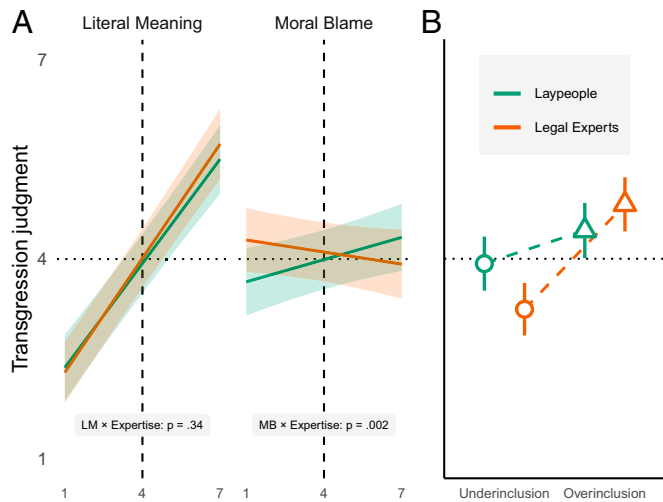 A
Literal Meaning
Moral Blame
B
7
Transgression judgment
4
1
LM × Expertise: p = .34
MB × Expertise: p = .002
1
4
7
1
4
7
Laypeople
Legal Experts
Underinclusion
Overinclusion